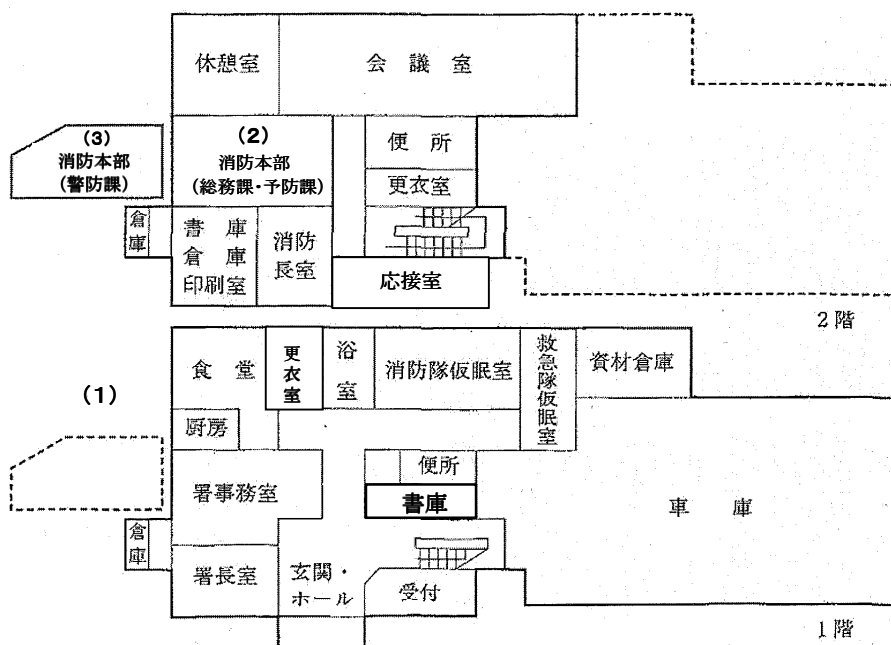 休憩室
会議室
(3)
消防本部
(警防課)
(2)
消防本部
(総務課・予防課)
便所
更衣室
倉
庫
書庫
倉庫
印刷室
消防
長室
応接室
2階
食堂
更
衣
室
浴
室
消防隊仮眠室
救
急
隊
仮
眠
室
資材倉庫
(1)
厨房
署事務室
便所
書庫
車庫
倉
庫
署長室
玄関・
ホール
受付
1階